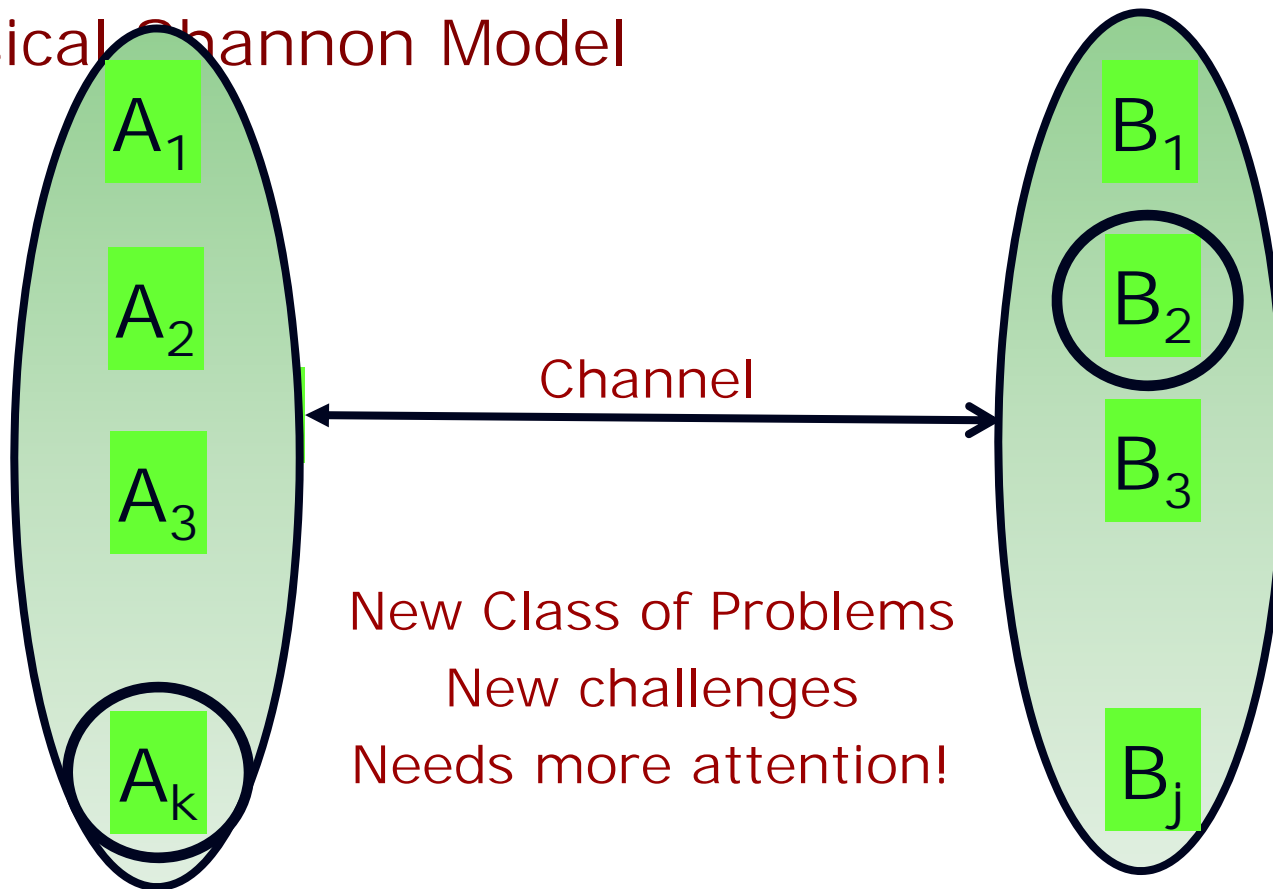 sical Shannon Model
A₁
A₂
A₃
Aₖ
Channel
New Class of Problems
New challenges
Needs more attention!
B₁
B₂
B₃
Bⱼ